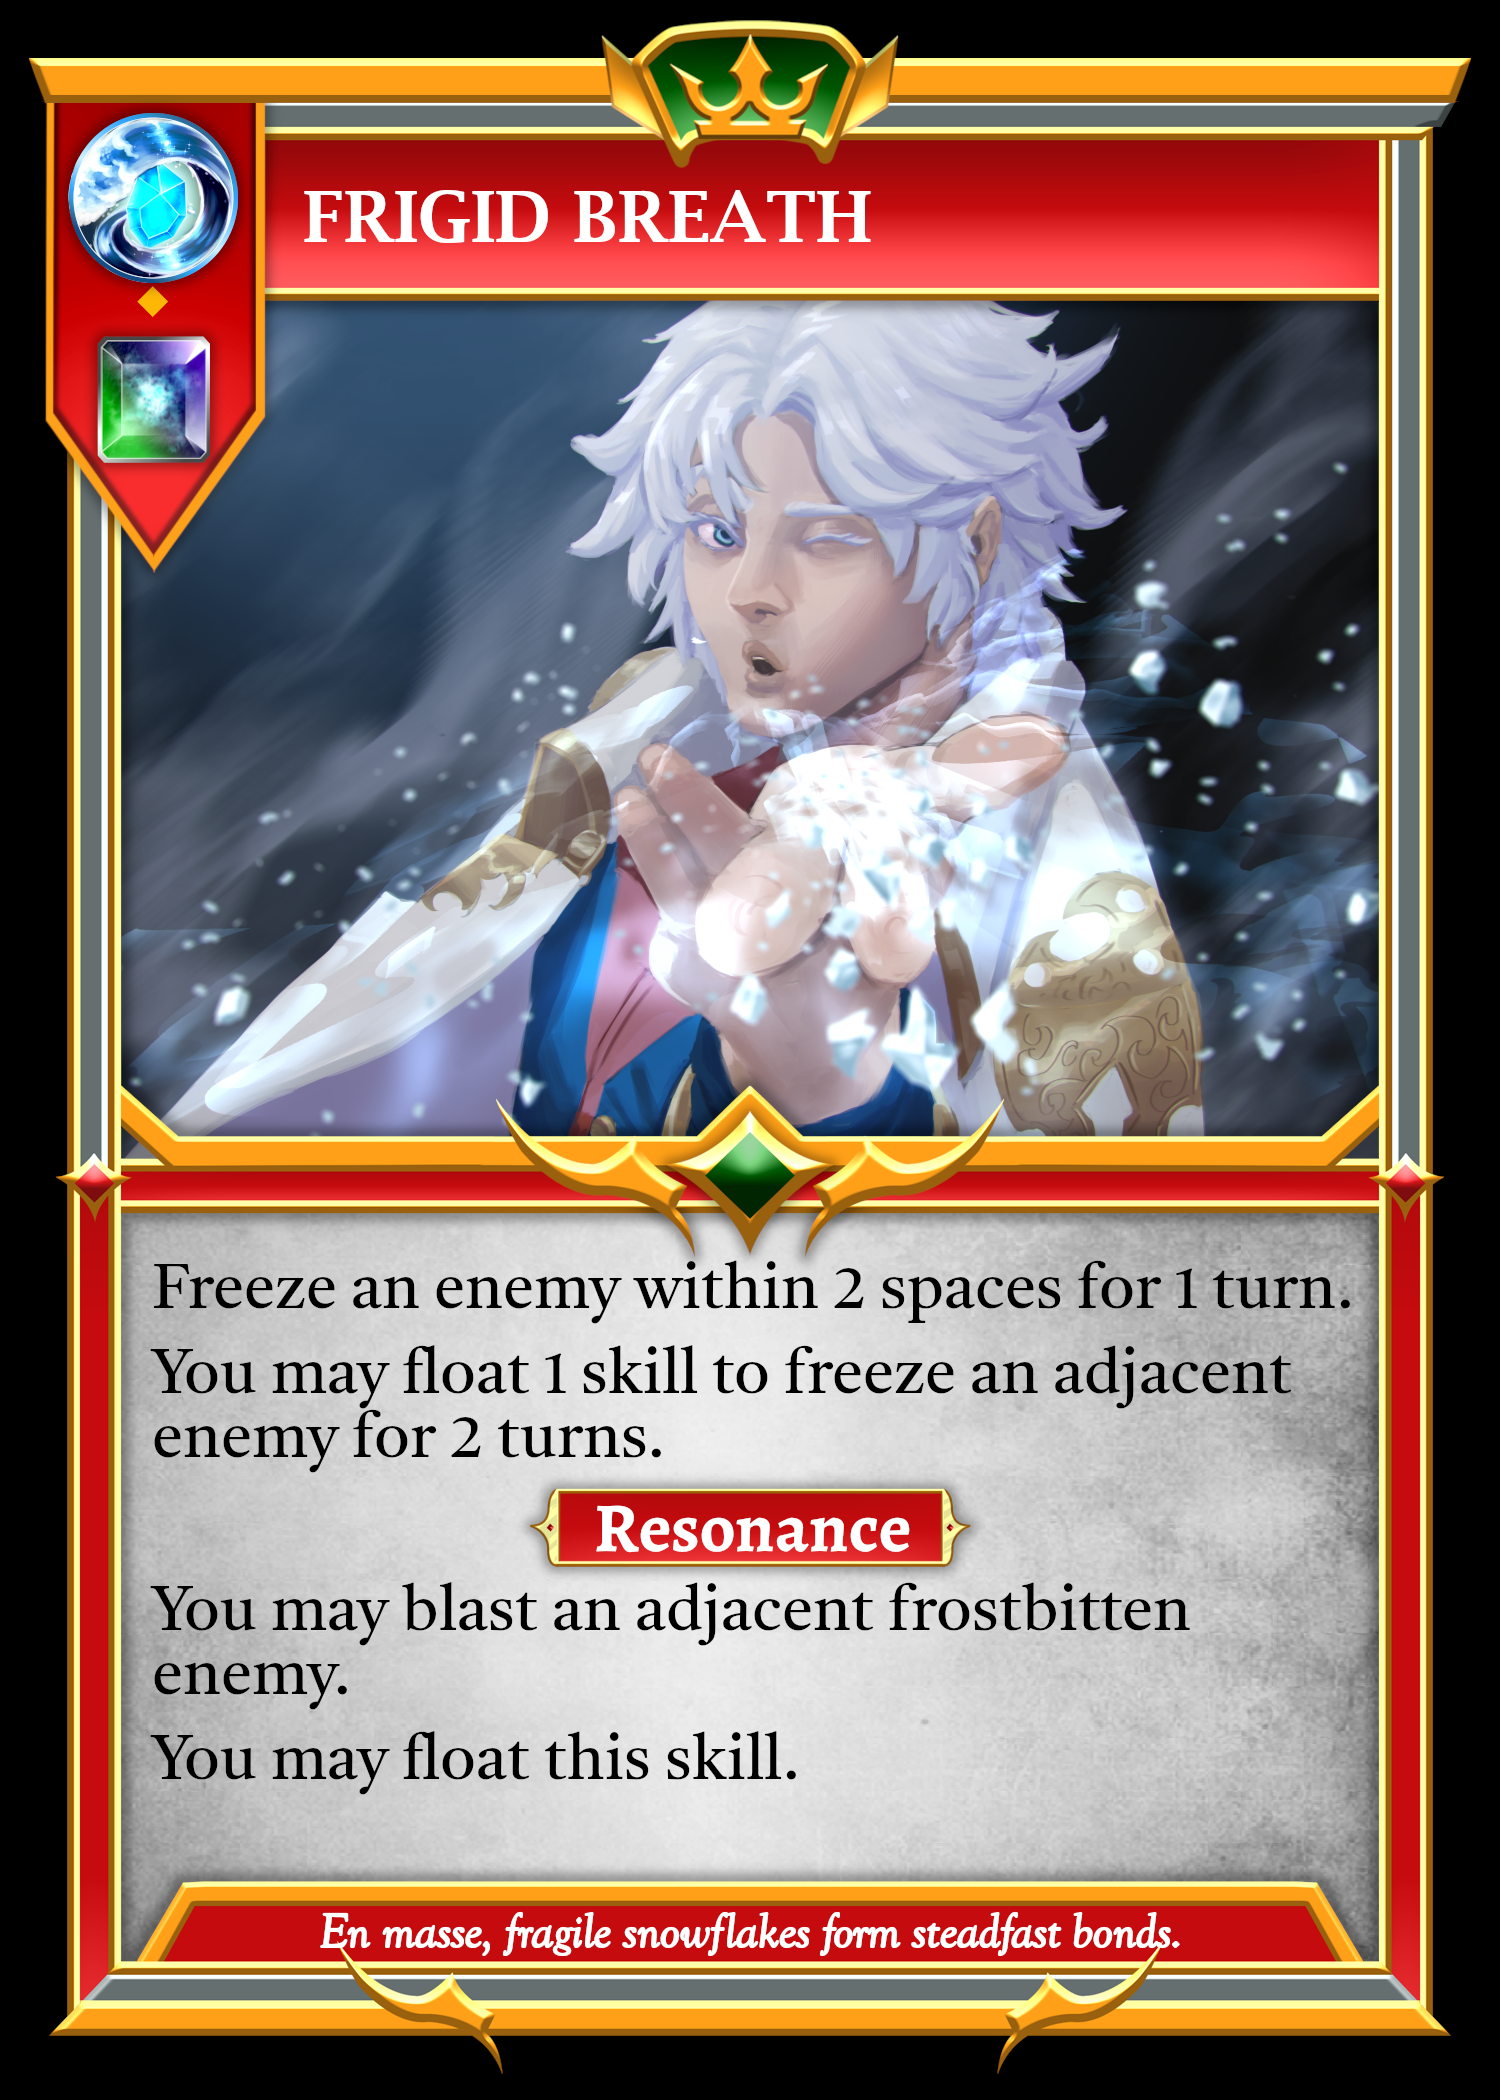 FRIGID BREATH
Freeze an enemy within 2 spaces for 1 turn.
You may float 1 skill to freeze an adjacent
enemy for 2 turns.
Resonance
You may blast an adjacent frostbitten
enemy.
You may float this skill.
En masse, fragile snowflakes form steadfast bonds.